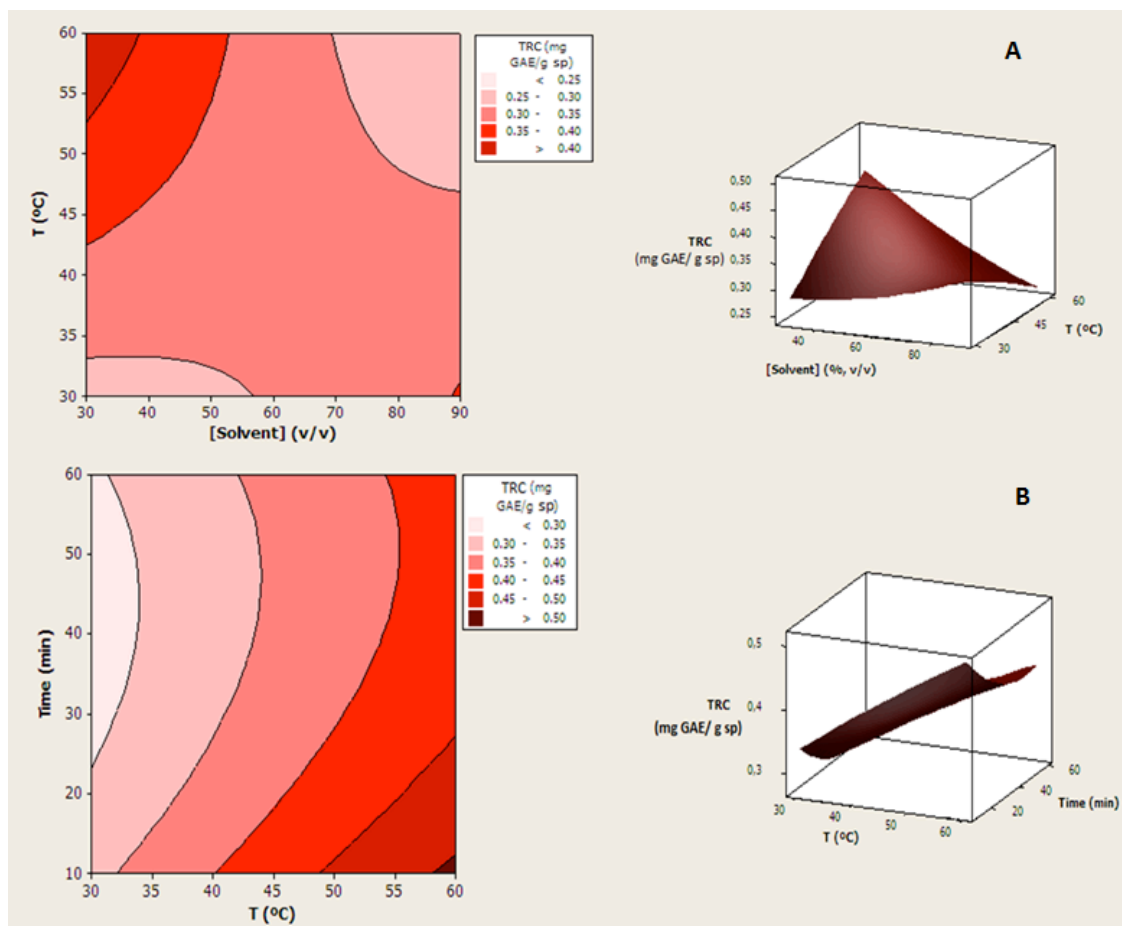 A
TRC (mg
GAE/g sp)
< 0.25
0.25 - 0.30
0.30 - 0.35
0.35 - 0.40
> 0.40
60
55
50
45
40
35
30
T (ºC)
30 40 50 60 70 80 90
[Solvent] (v/v)
0.50
0.45
0.40
0.35
0.30
0.25
TRC
(mg GAE/ g sp)
40 60 80
[Solvent] (%, v/v)
30 45 60
T (ºC)
B
TRC (mg
GAE/g sp)
< 0.30
0.30 - 0.35
0.35 - 0.40
0.40 - 0.45
0.45 - 0.50
> 0.50
60
50
40
30
20
10
Time (min)
30 35 40 45 50 55 60
T (ºC)
0.5
0.4
0.3
TRC
(mg GAE/ g sp)
30 40 50 60
T (ºC)
20 40 60
Time (min)